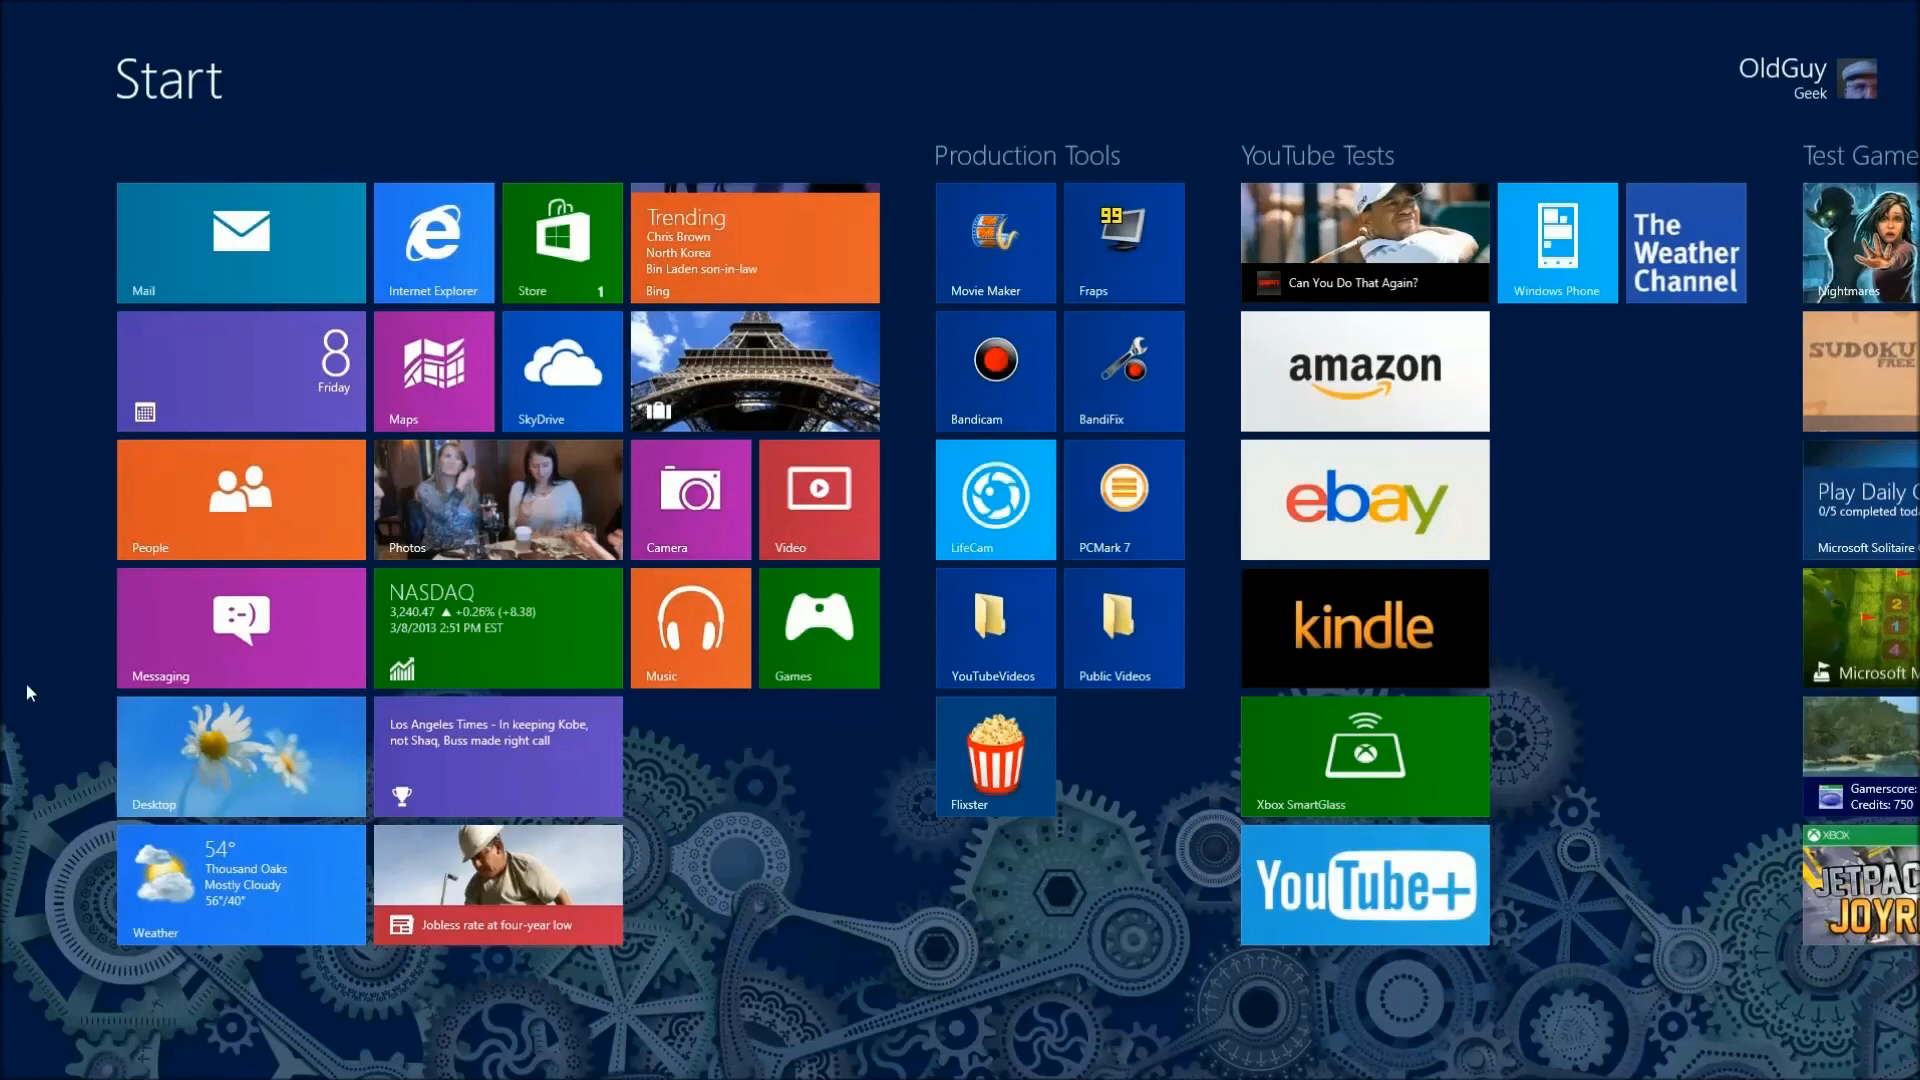 Start
OldGuy
Geek
Production Tools
YouTube Tests
Test Game
Mail
Internet Explorer
Store
1
Trending
Chris Brown
North Korea
Bin Laden son-in-law
Bing
8
Friday
Maps
SkyDrive
People
Photos
Camera
Video
Messaging
NASDAQ
3,240.47 ▲ +0.26% (+8.38)
3/8/2013 2:51 PM EST
Music
Games
Desktop
Los Angeles Times - In keeping Kobe,
not Shaq, Buss made right call
54°
Thousand Oaks
Mostly Cloudy
56°/40°
Weather
Jobless rate at four-year low
Movie Maker
99
Fraps
Bandicam
BandiFix
LifeCam
PCMark 7
YouTubeVideos
Public Videos
Flixster
Can You Do That Again?
Windows Phone
The
Weather
Channel
amazon
ebay
kindle
Xbox SmartGlass
YouTube+
Nightmares
SUDOKU
FREE
Play Daily C
0/5 completed tod
Microsoft Solitaire
2
1
4
Microsoft M
Gamerscore:
Credits: 750
XBOX
JETPAC
JOYR